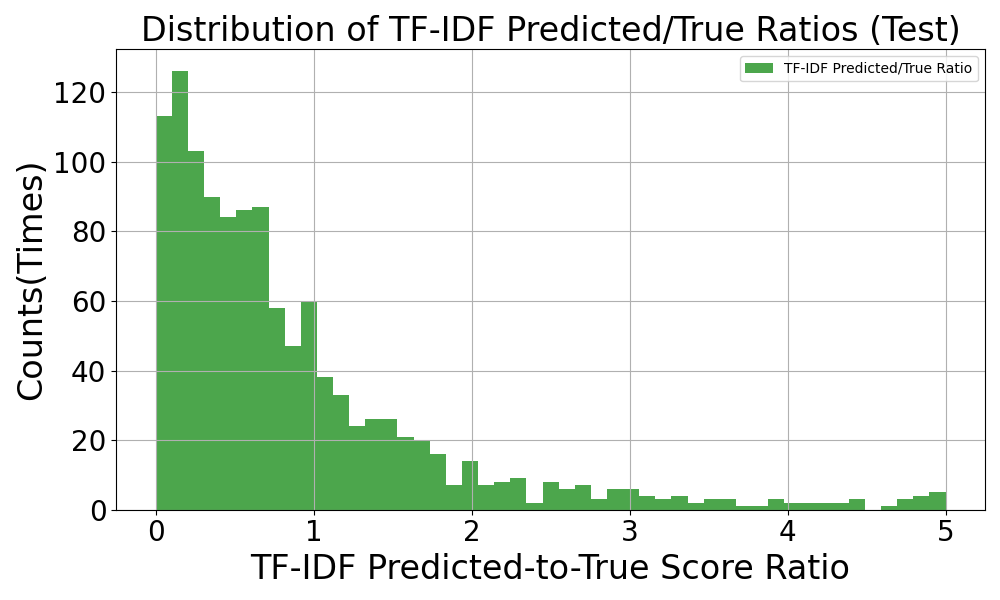 Distribution of TF-IDF Predicted/True Ratios (Test)
TF-IDF Predicted/True Ratio
Counts(Times)
120
100
80
60
40
20
0
0 1 2 3 4 5
TF-IDF Predicted-to-True Score Ratio